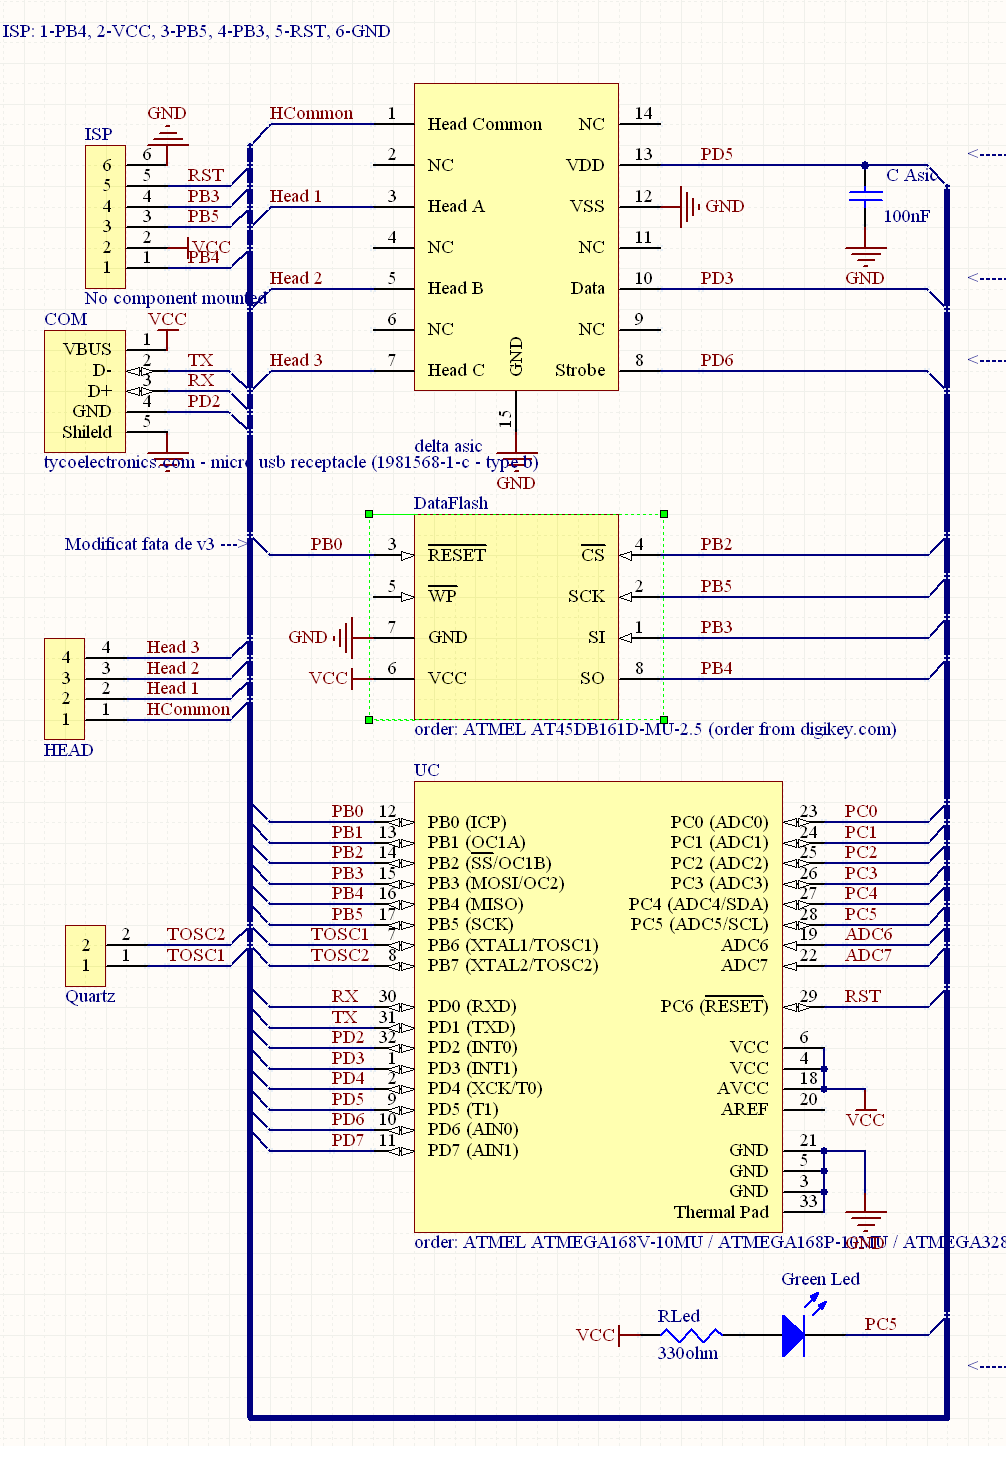 ISP: 1-PB4, 2-VCC, 3-PB5, 4-PB3, 5-RST, 6-GND
GND
ISP
6 6
5 5 RST
4 4 PB3
3 3 PB5
2 2 VCC
1 1 PB4
No component mounted
HCommon 1 Head Common NC 14
2 NC VDD 13 PD5
Head 1 3 Head A VSS 12 GND
4 NC NC 11
Head 2 5 Head B Data 10 PD3
6 NC NC 9
Head 3 7 Head C Strobe 8 PD6
GND
15
delta asic
GND
C Asic
100nF
GND
COM
VCC
VBUS 1
D- 2 TX
D+ 3 RX
GND 4 PD2
Shileld 5
tycoelectronics.com - micro usb receptacle (1981568-1-c - type b)
DataFlash
Modificat fata de v3 --->
PB0 3 RESET CS 4 PB2
5 WP SCK 2 PB5
GND 7 GND SI 1 PB3
VCC 6 VCC SO 8 PB4
order: ATMEL AT45DB161D-MU-2.5 (order from digikey.com)
4 4 Head 3
3 3 Head 2
2 2 Head 1
1 1 HCommon
HEAD
UC
PB0 12 PB0 (ICP) PC0 (ADC0) 23 PC0
PB1 13 PB1 (OC1A) PC1 (ADC1) 24 PC1
PB2 14 PB2 (SS/OC1B) PC2 (ADC2) 25 PC2
PB3 15 PB3 (MOSI/OC2) PC3 (ADC3) 26 PC3
PB4 16 PB4 (MISO) PC4 (ADC4/SDA) 27 PC4
PB5 17 PB5 (SCK) PC5 (ADC5/SCL) 28 PC5
TOSC1 7 PB6 (XTAL1/TOSC1) ADC6 19 ADC6
TOSC2 8 PB7 (XTAL2/TOSC2) ADC7 22 ADC7
2 2 TOSC2
1 1 TOSC1
Quartz
RX 30 PD0 (RXD) PC6 (RESET) 29 RST
TX 31 PD1 (TXD)
PD2 32 PD2 (INT0) VCC 6
PD3 1 PD3 (INT1) VCC 4
PD4 2 PD4 (XCK/T0) AVCC 18
PD5 9 PD5 (T1) AREF 20
VCC
PD6 10 PD6 (AIN0)
PD7 11 PD7 (AIN1) GND 21
GND 5
GND 3
Thermal Pad 33
GND
order: ATMEL ATMEGA168V-10MU / ATMEGA168P-10MU / ATMEGA328
Green Led
RLed
VCC
330ohm
PC5